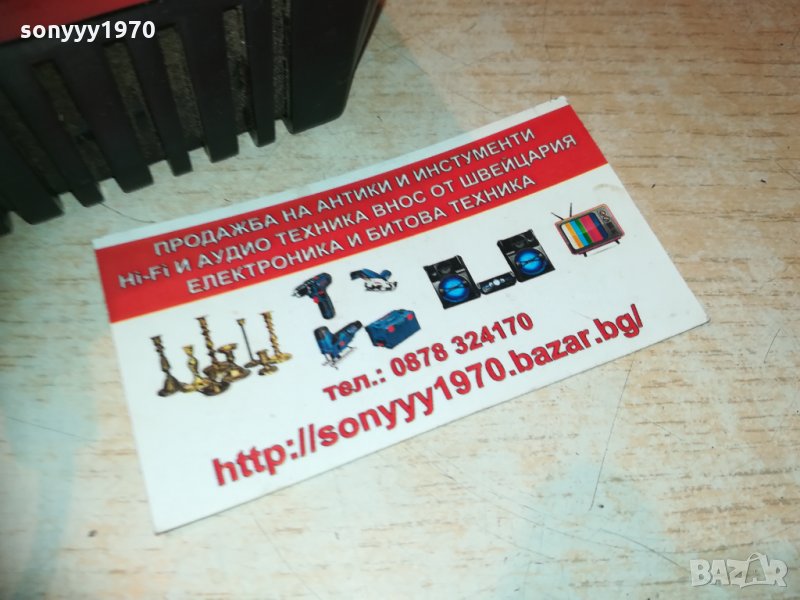 sonyyy1970
ПРОДАЖБА НА АНТИКИ И ИНСТУМЕНТИ
Hi-Fi И АУДИО ТЕХНИКА ВНОС ОТ ШВЕЙЦАРИЯ
ЕЛЕКТРОНИКА И БИТОВА ТЕХНИКА
тел.: 0878 324170
http://sonyyy1970.bazar.bg/
BAZAR